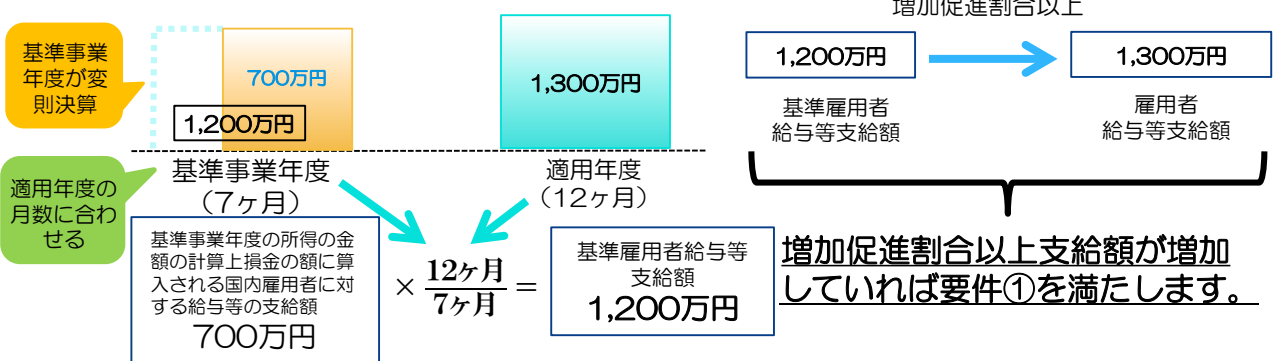 増加促進割合以上
基準事業
年度が変
則決算
700万円
1,200万円
1,300万円
1,200万円
1,300万円
基準雇用者
給与等支給額
雇用者
給与等支給額
適用年度の
月数に合わ
せる
基準事業年度
(7ヶ月)
適用年度
(12ヶ月)
基準事業年度の所得の金
額の計算上損金の額に算
入される国内雇用者に対
する給与等の支給額
700万円
× 12ヶ月
7ヶ月 =
基準雇用者給与等
支給額
1,200万円
増加促進割合以上支給額が増加
していれば要件①を満たします。